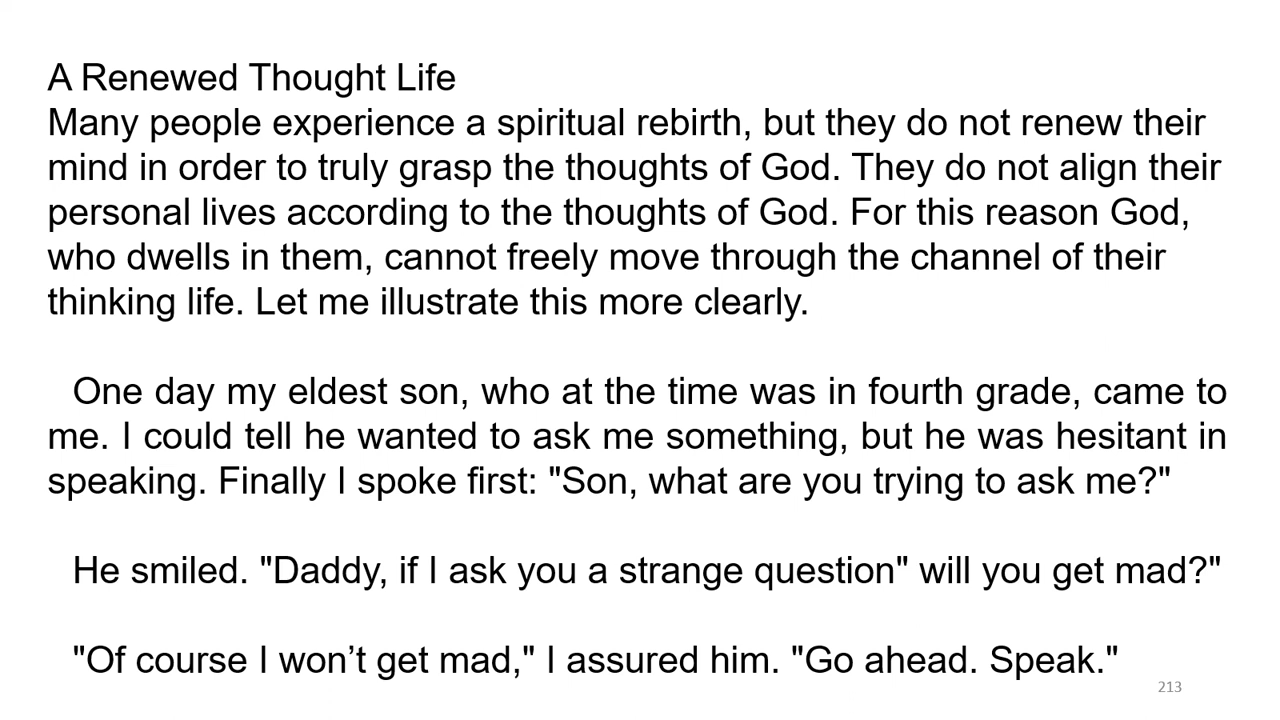 A Renewed Thought Life
Many people experience a spiritual rebirth, but they do not renew their
mind in order to truly grasp the thoughts of God. They do not align their
personal lives according to the thoughts of God. For this reason God,
who dwells in them, cannot freely move through the channel of their
thinking life. Let me illustrate this more clearly.
One day my eldest son, who at the time was in fourth grade, came to
me. I could tell he wanted to ask me something, but he was hesitant in
speaking. Finally I spoke first: "Son, what are you trying to ask me?"
He smiled. "Daddy, if I ask you a strange question" will you get mad?"
"Of course I won’t get mad," I assured him. "Go ahead. Speak."
213